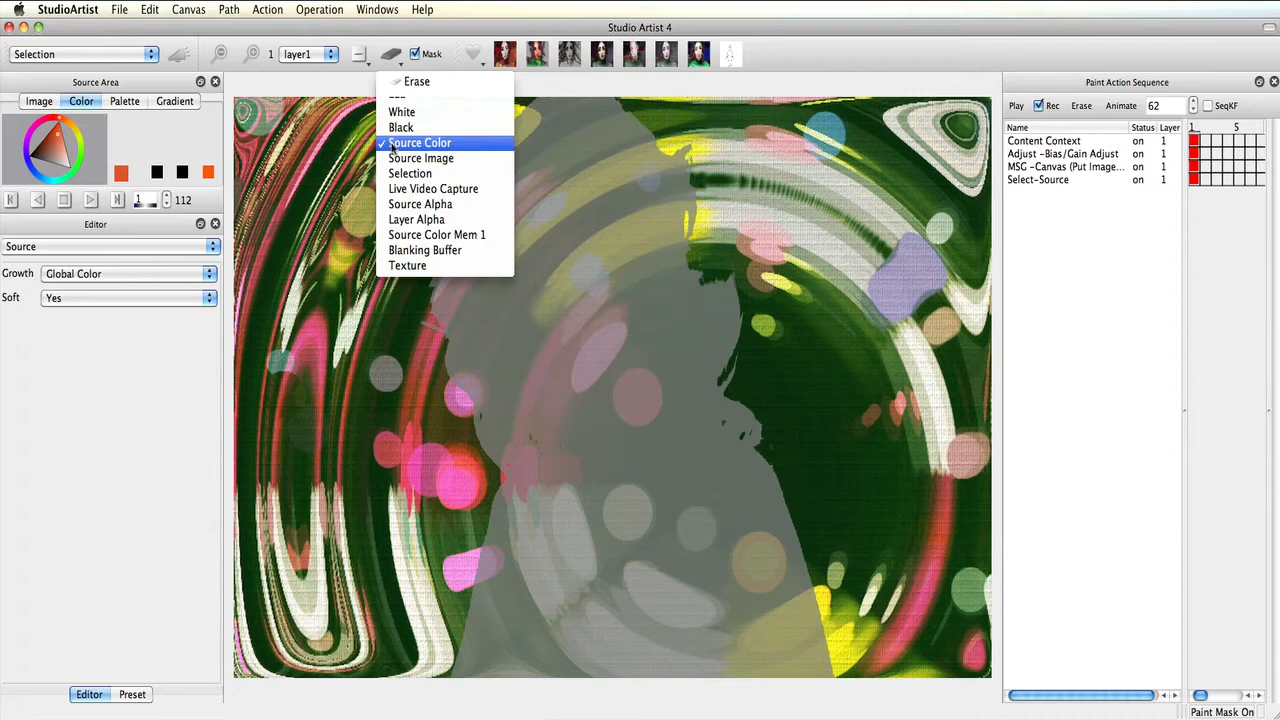 StudioArtist File Edit Canvas Path Action Operation Windows Help
Studio Artist 4
Selection 1 layer1 Mask
Source Area
Image Color Palette Gradient
1 112
Editor
Source
Growth Global Color
Soft Yes
Editor Preset
Erase
---
White
Black
✓ Source Color
Source Image
Selection
Live Video Capture
Source Alpha
Layer Alpha
Source Color Mem 1
Blanking Buffer
Texture
Paint Action Sequence
Play Rec Erase Animate 62 SeqKF
Name Status Layer 1 5
Content Context on 1
Adjust -Bias/Gain Adjust on 1
MSG -Canvas (Put Image... on 1
Select-Source on 1
Paint Mask On